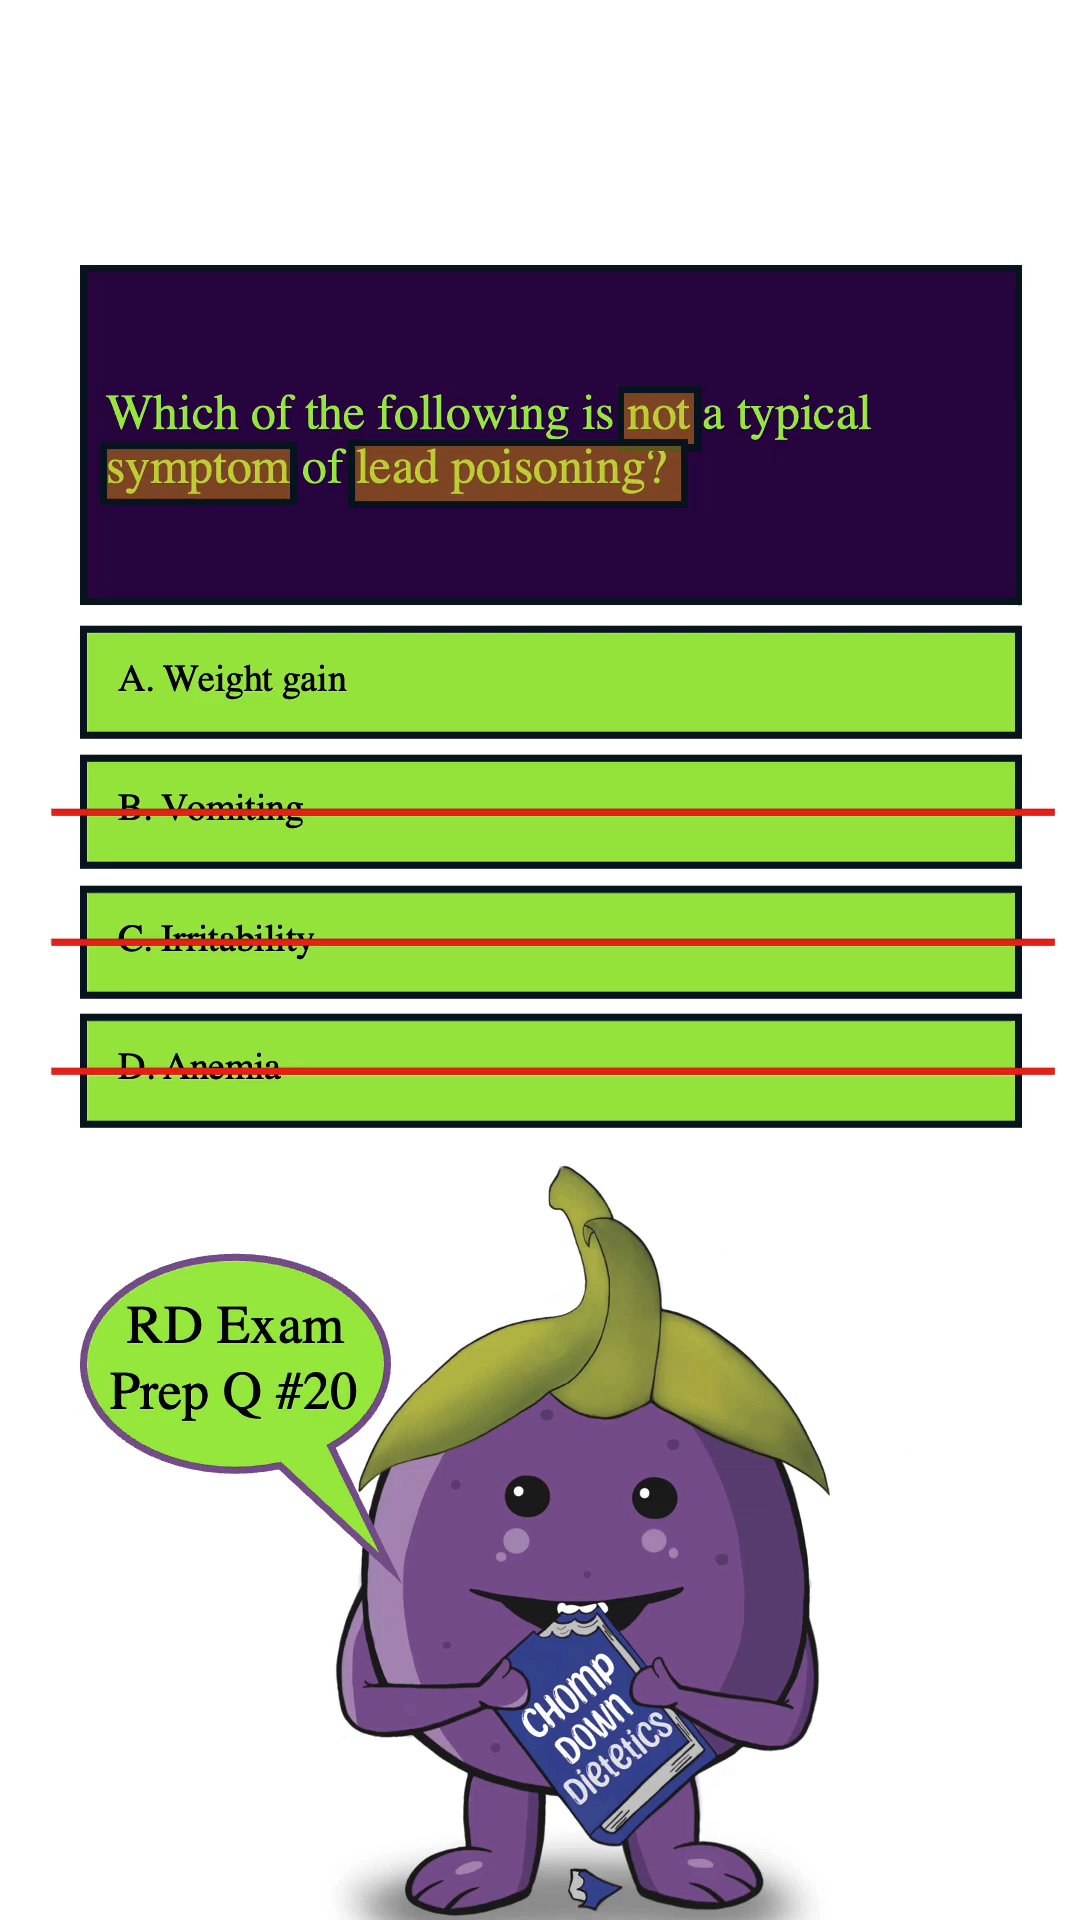 Which of the following is not a typical
symptom of lead poisoning?
A. Weight gain
B. Vomiting
C. Irritability
D. Anemia
RD Exam
Prep Q #20
CHOMP
DOWN
Dietetics